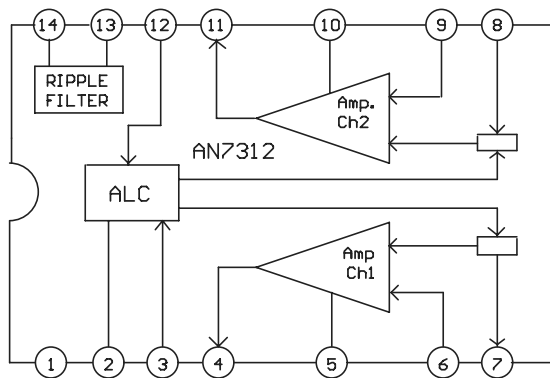 14 13 12 11 10 9 8
RIPPLE
FILTER
Amp.
Ch2
AN7312
ALC
Amp
Ch1
1 2 3 4 5 6 7